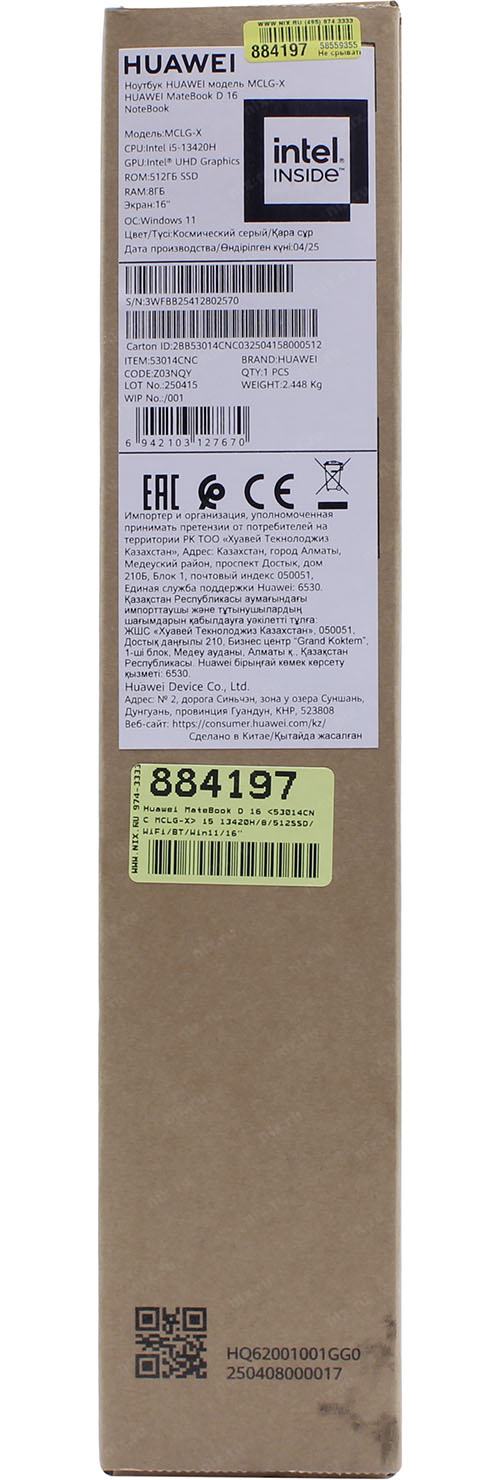 WWW.NIX.RU (495) 974 3333
884197
58559355
Не срывать
HUAWEI
Ноутбук HUAWEI модель MCLG-X
HUAWEI MateBook D 16
NoteBook
Модель:MCLG-X
CPU:Intel i5-13420H
GPU:Intel® UHD Graphics
ROM:512ГБ SSD
RAM:8ГБ
Экран:16"
ОС:Windows 11
intel
INSIDE™
Цвет/Түсі:Космический серый/Қара сұр
Дата производства/Өндірілген күні:04/25
S/N:3WFBB25412802570
Carton ID:2BB53014CNC032504158000512
ITEM:53014CNC BRAND:HUAWEI
CODE:Z03NQY QTY:1 PCS
LOT No.:250415 WEIGHT:2.448 Kg
WIP No.:/001
6 942103 127670
EAC CE
Импортер и организация, уполномоченная
принимать претензии от потребителей на
территории РК ТОО «Хуавей Текнолоджиз
Казахстан», Адрес: Казахстан, город Алматы,
Медеуский район, проспект Достык, дом
210Б, Блок 1, почтовый индекс 050051,
Единая служба поддержки Huawei: 6530.
Қазақстан Республикасы аумағындағы
импорттаушы және тұтынушылардың
шағымдарын қабылдауға уәкілетті тұлға:
ЖШС «Хуавей Текнолоджиз Казахстан», 050051,
Достық даңғылы 210, Бизнес центр “Grand Koktem”,
1-ші блок, Медеу ауданы, Алматы қ., Қазақстан
Республикасы. Huawei бірыңғай көмек көрсету
қызметі: 6530.
Huawei Device Co., Ltd.
Адрес: № 2, дорога Синьчэн, зона у озера Суншань,
Дунгуань, провинция Гуандун, КНР, 523808
Веб-сайт: https://consumer.huawei.com/kz/
Сделано в Китае/Қытайда жасалған
WWW.NIX.RU 974-3333
884197
Huawei MateBook D 16 <53014CN
C MCLG-X> i5 13420H/8/512SSD/
WiFi/BT/Win11/16"
HQ62001001GG0
250408000017